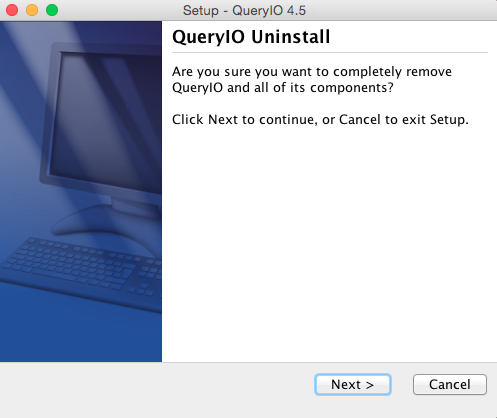 Setup - QueryIO 4.5
QueryIO Uninstall
Are you sure you want to completely remove
QueryIO and all of its components?
Click Next to continue, or Cancel to exit Setup.
Next >
Cancel